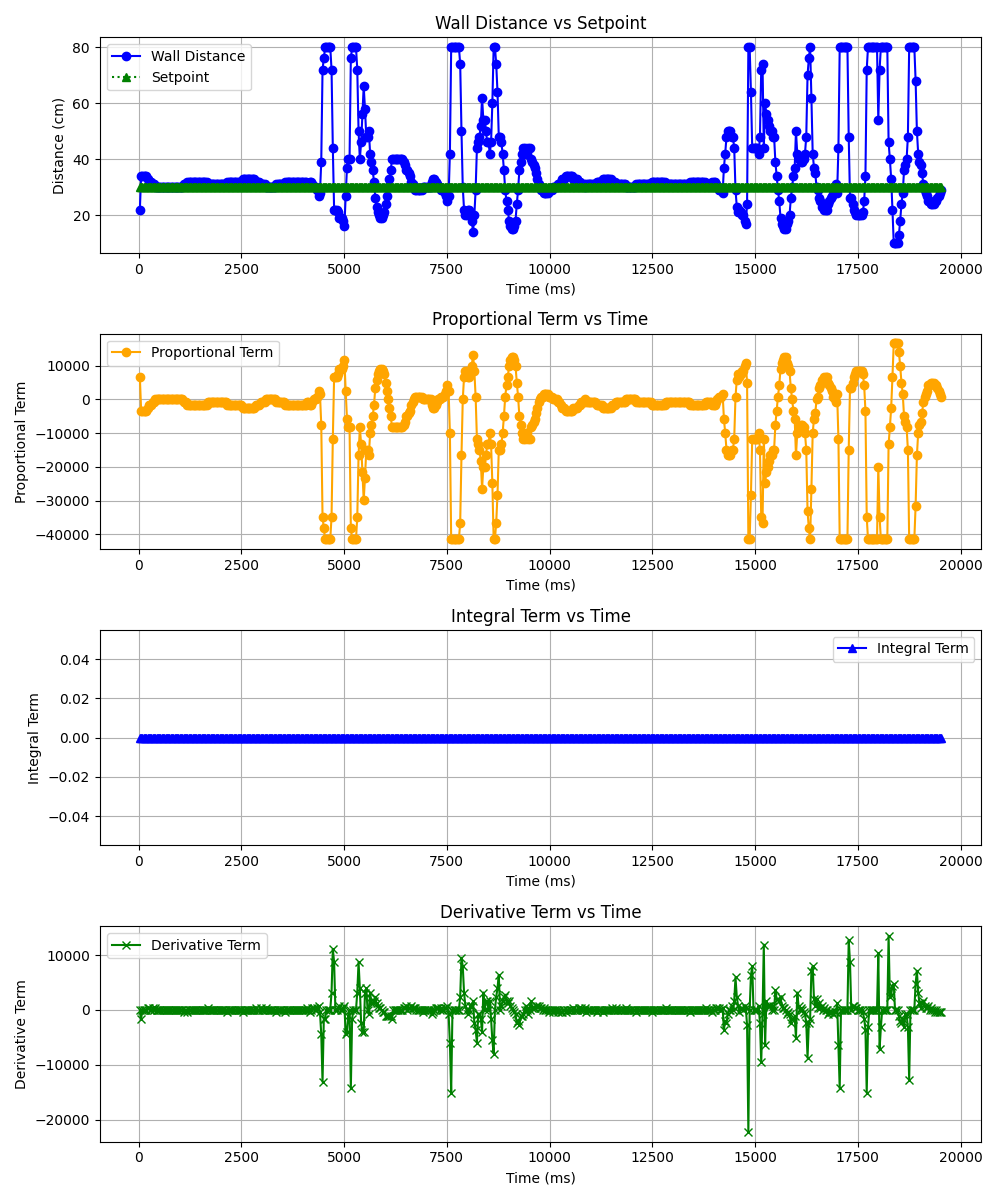 Wall Distance vs Setpoint
80
60
40
20
Distance (cm)
Wall Distance
Setpoint
0 2500 5000 7500 10000 12500 15000 17500 20000
Time (ms)
Proportional Term vs Time
10000
0
−10000
−20000
−30000
−40000
Proportional Term
Proportional Term
0 2500 5000 7500 10000 12500 15000 17500 20000
Time (ms)
Integral Term vs Time
0.04
0.02
0.00
−0.02
−0.04
Integral Term
Integral Term
0 2500 5000 7500 10000 12500 15000 17500 20000
Time (ms)
Derivative Term vs Time
10000
0
−10000
−20000
Derivative Term
Derivative Term
0 2500 5000 7500 10000 12500 15000 17500 20000
Time (ms)